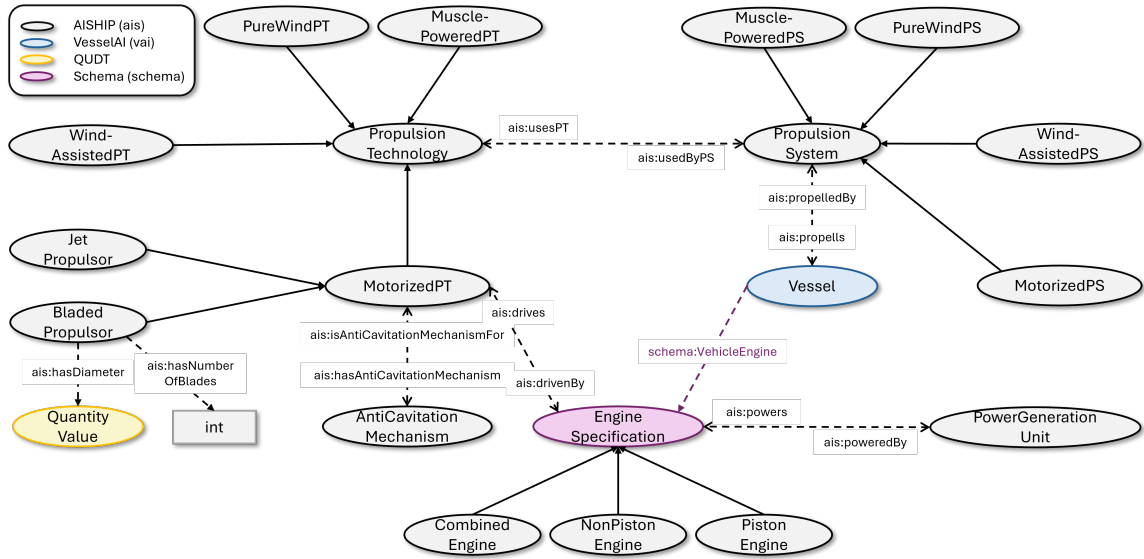 AISHIP (ais)
VesselAI (vai)
QUDT
Schema (schema)
PureWindPT
Muscle-
PoweredPT
Muscle-
PoweredPS
PureWindPS
Wind-
AssistedPT
Propulsion
Technology
ais:usesPT
ais:usedByPS
Propulsion
System
Wind-
AssistedPS
ais:propelledBy
ais:propells
Jet
Propulsor
MotorizedPT
Vessel
MotorizedPS
Bladed
Propulsor
ais:drives
ais:isAntiCavitationMechanismFor
schema:VehicleEngine
ais:hasDiameter
ais:hasNumber
OfBlades
ais:hasAntiCavitationMechanism
ais:drivenBy
Quantity
Value
int
AntiCavitation
Mechanism
Engine
Specification
ais:powers
ais:poweredBy
PowerGeneration
Unit
Combined
Engine
NonPiston
Engine
Piston
Engine